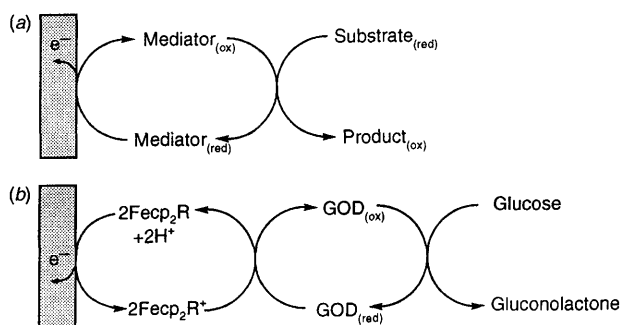 (a)
e⁻ Mediator(ox) Substrate(red)
Mediator(red) Product(ox)
(b)
2Fecp₂R GOD(ox) Glucose
+2H⁺
e⁻
2Fecp₂R⁺ GOD(red) Gluconolactone